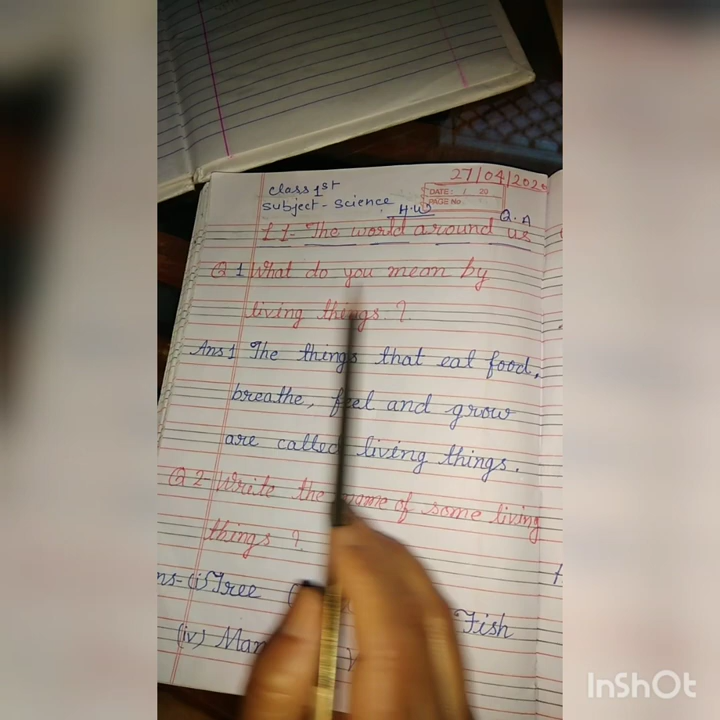 27/04/2020
Class 1st
DATE: / 20
Subject - Science
PAGE No.
H.W
Q.A
L 1- The world around us
Q 1 What do you mean by
living things ?
Ans 1 The things that eat food,
breathe, feel and grow
are called living things.
Q 2- Write the name of some living
things ?
Ans-(i) Tree Fish
(iv) Man
InShOt